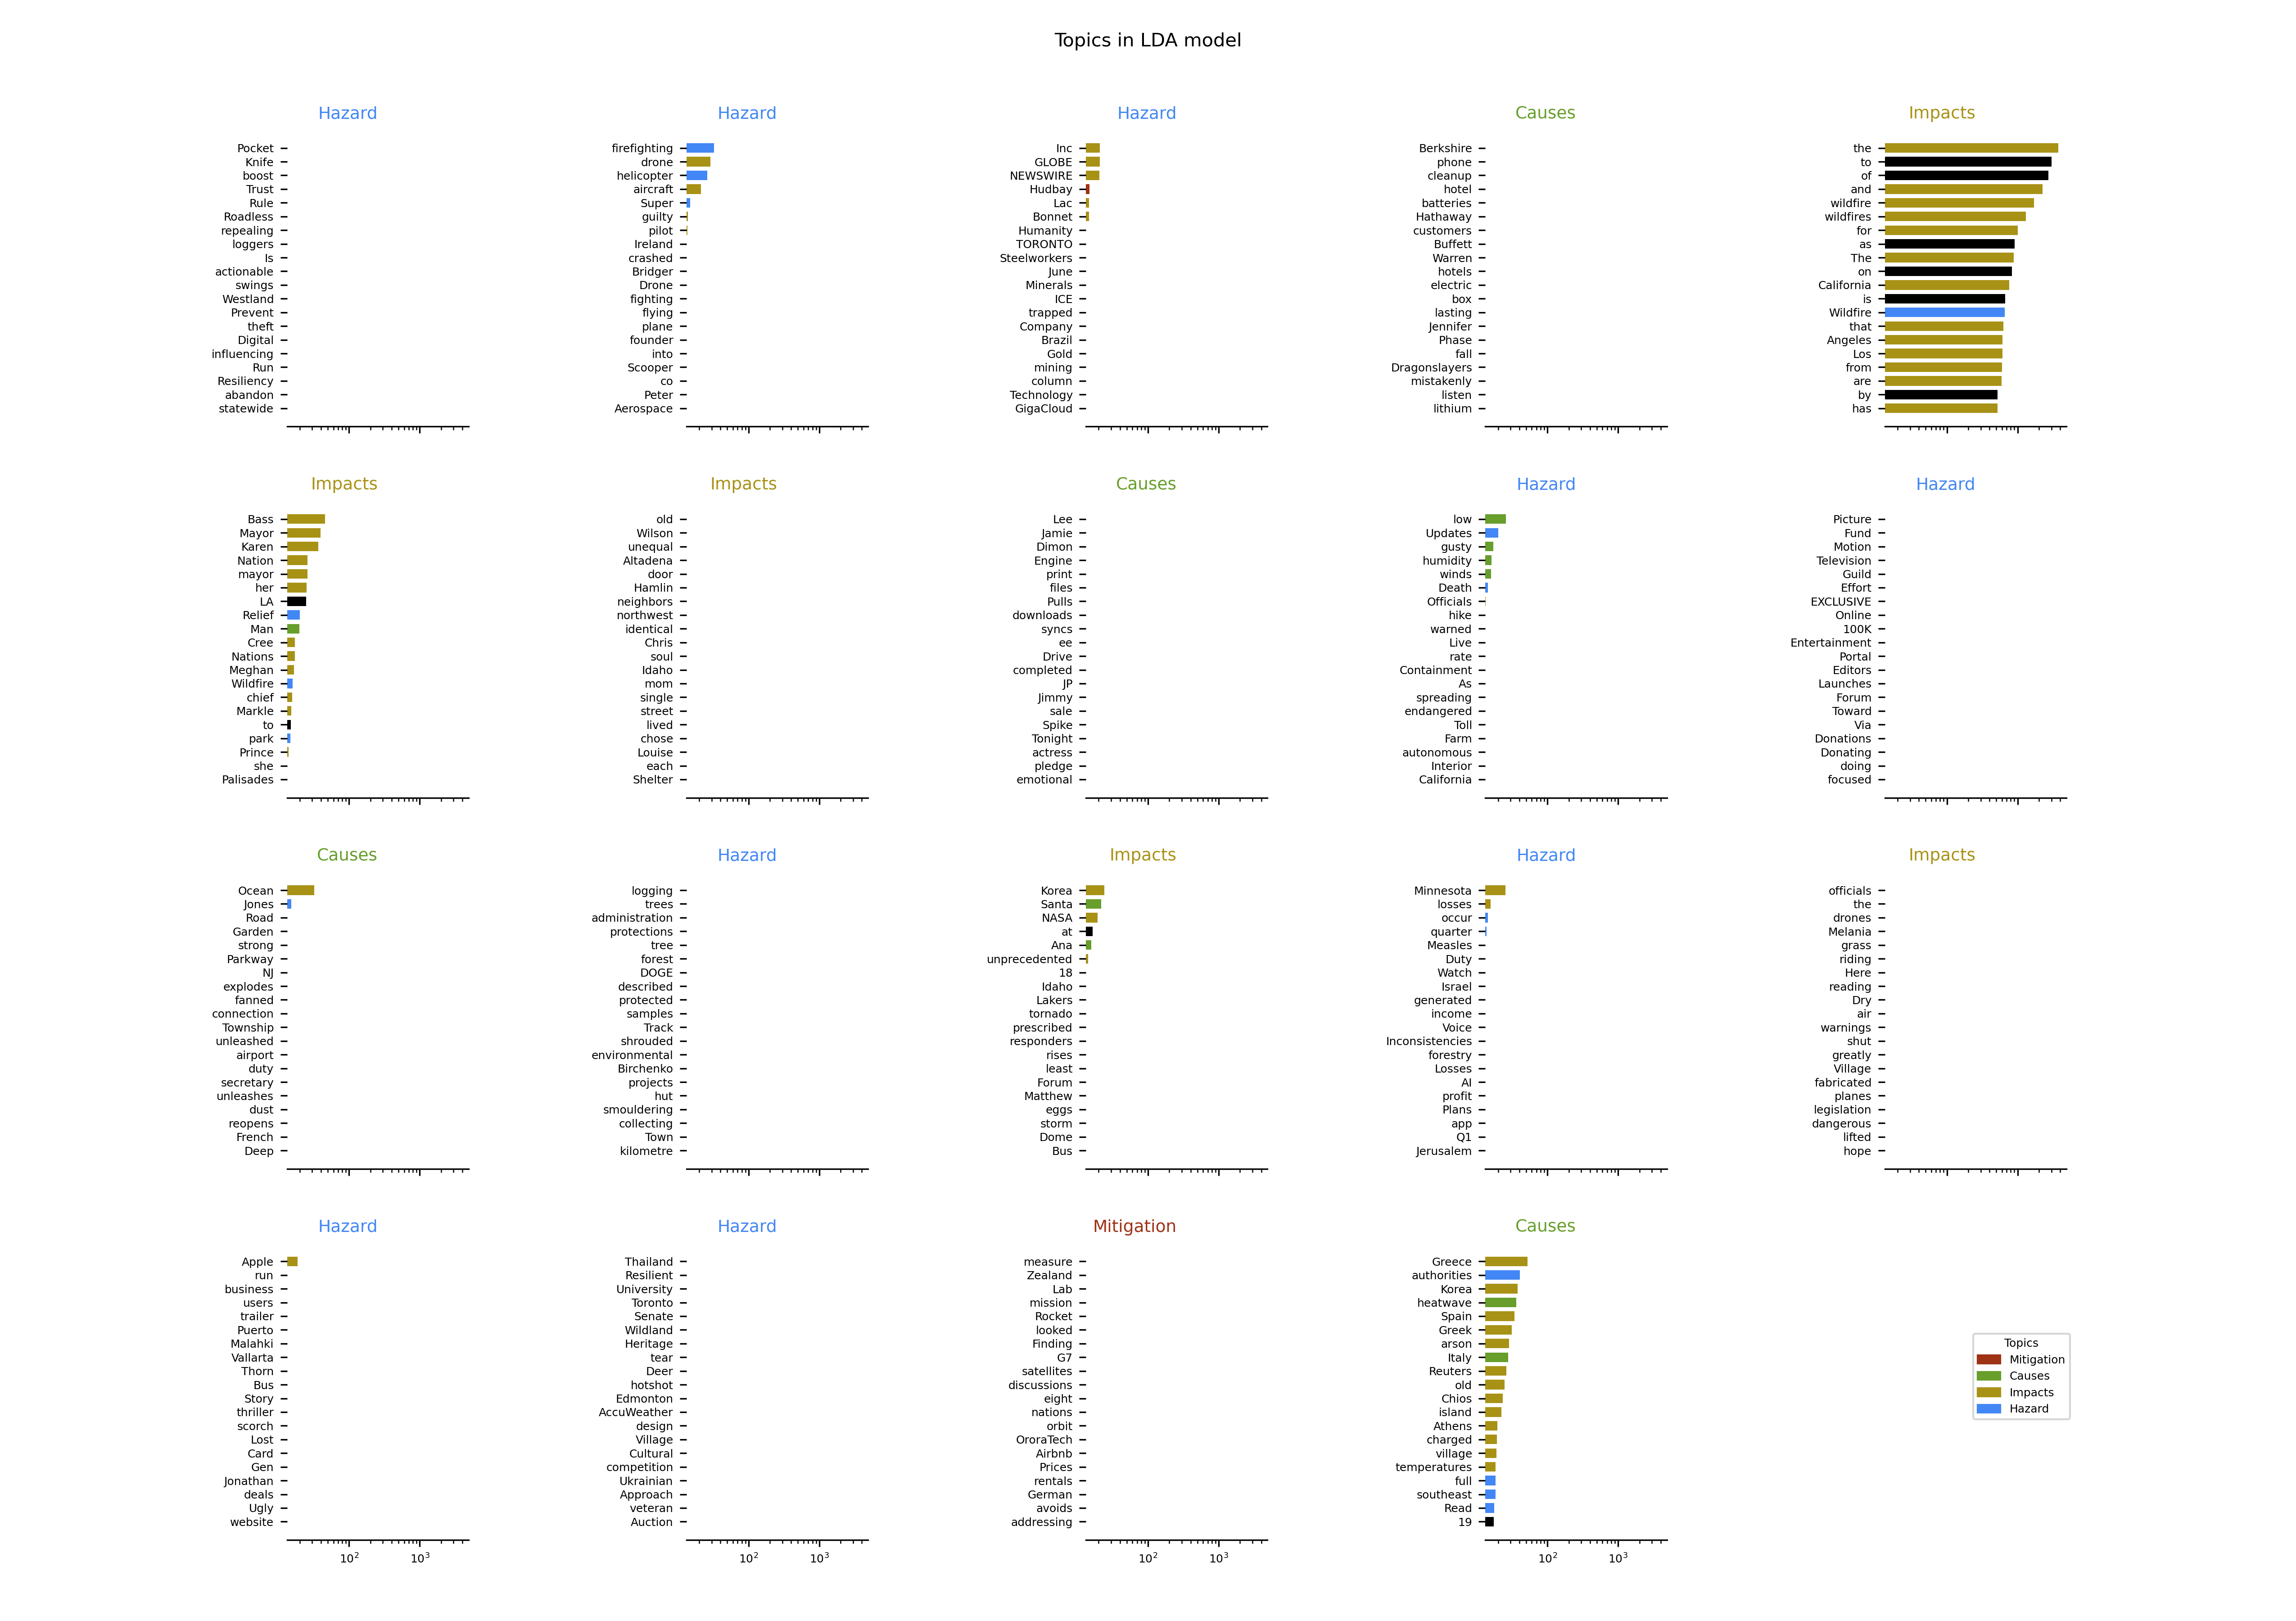 Topics in LDA model
Hazard
Pocket
Knife
boost
Trust
Rule
Roadless
repealing
loggers
Is
actionable
swings
Westland
Prevent
theft
Digital
influencing
Run
Resiliency
abandon
statewide
Hazard
firefighting
drone
helicopter
aircraft
Super
guilty
pilot
Ireland
crashed
Bridger
Drone
fighting
flying
plane
founder
into
Scooper
co
Peter
Aerospace
Hazard
Inc
GLOBE
NEWSWIRE
Hudbay
Lac
Bonnet
Humanity
TORONTO
Steelworkers
June
Minerals
ICE
trapped
Company
Brazil
Gold
mining
column
Technology
GigaCloud
Causes
Berkshire
phone
cleanup
hotel
batteries
Hathaway
customers
Buffett
Warren
hotels
electric
box
lasting
Jennifer
Phase
fall
Dragonslayers
mistakenly
listen
lithium
Impacts
the
to
of
and
wildfire
wildfires
for
as
The
on
California
is
Wildfire
that
Angeles
Los
from
are
by
has
Impacts
Bass
Mayor
Karen
Nation
mayor
her
LA
Relief
Man
Cree
Nations
Meghan
Wildfire
chief
Markle
to
park
Prince
she
Palisades
Impacts
old
Wilson
unequal
Altadena
door
Hamlin
neighbors
northwest
identical
Chris
soul
Idaho
mom
single
street
lived
chose
Louise
each
Shelter
Causes
Lee
Jamie
Dimon
Engine
print
files
Pulls
downloads
syncs
ee
Drive
completed
JP
Jimmy
sale
Spike
Tonight
actress
pledge
emotional
Hazard
low
Updates
gusty
humidity
winds
Death
Officials
hike
warned
Live
rate
Containment
As
spreading
endangered
Toll
Farm
autonomous
Interior
California
Hazard
Picture
Fund
Motion
Television
Guild
Effort
EXCLUSIVE
Online
100K
Entertainment
Portal
Editors
Launches
Forum
Toward
Via
Donations
Donating
doing
focused
Causes
Ocean
Jones
Road
Garden
strong
Parkway
NJ
explodes
fanned
connection
Township
unleashed
airport
duty
secretary
unleashes
dust
reopens
French
Deep
Hazard
logging
trees
administration
protections
tree
forest
DOGE
described
protected
samples
Track
shrouded
environmental
Birchenko
projects
hut
smouldering
collecting
Town
kilometre
Impacts
Korea
Santa
NASA
at
Ana
unprecedented
18
Idaho
Lakers
tornado
prescribed
responders
rises
least
Forum
Matthew
eggs
storm
Dome
Bus
Hazard
Minnesota
losses
occur
quarter
Measles
Duty
Watch
Israel
generated
income
Voice
Inconsistencies
forestry
Losses
AI
profit
Plans
app
Q1
Jerusalem
Impacts
officials
the
drones
Melania
grass
riding
Here
reading
Dry
air
warnings
shut
greatly
Village
fabricated
planes
legislation
dangerous
lifted
hope
Hazard
Apple
run
business
users
trailer
Puerto
Malahki
Vallarta
Thorn
Bus
Story
thriller
scorch
Lost
Card
Gen
Jonathan
deals
Ugly
website
10² 10³
Hazard
Thailand
Resilient
University
Toronto
Senate
Wildland
Heritage
tear
Deer
hotshot
Edmonton
AccuWeather
design
Village
Cultural
competition
Ukrainian
Approach
veteran
Auction
10² 10³
Mitigation
measure
Zealand
Lab
mission
Rocket
looked
Finding
G7
satellites
discussions
eight
nations
orbit
OroraTech
Airbnb
Prices
rentals
German
avoids
addressing
10² 10³
Causes
Greece
authorities
Korea
heatwave
Spain
Greek
arson
Italy
Reuters
old
Chios
island
Athens
charged
village
temperatures
full
southeast
Read
19
10² 10³
Topics
Mitigation
Causes
Impacts
Hazard